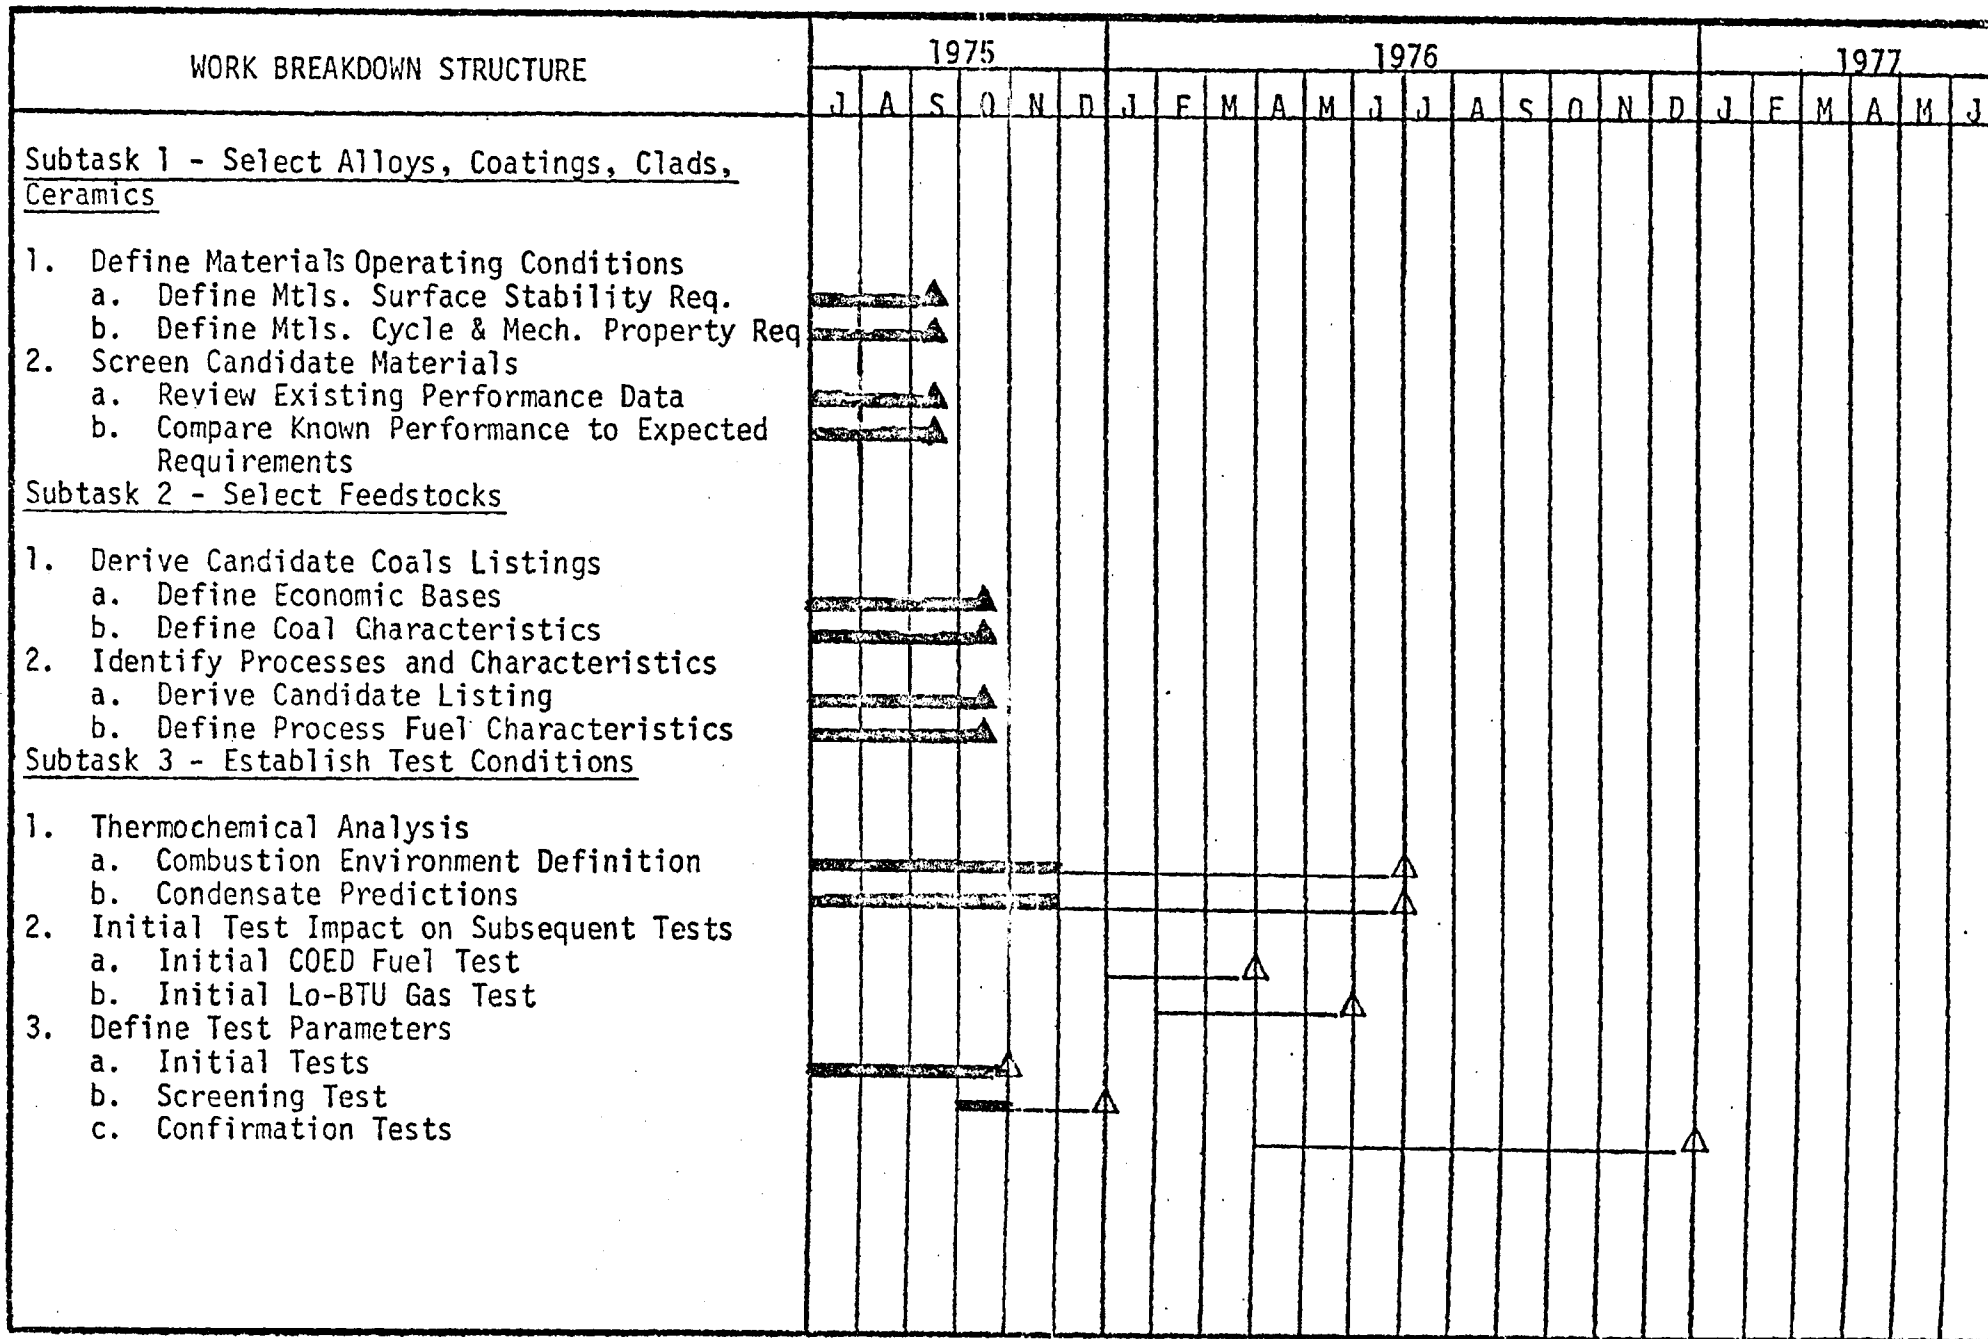 WORK BREAKDOWN STRUCTURE
1975 1976 1977
J A S O N D J F M A M J J A S O N D J F M A M J
Subtask 1 - Select Alloys, Coatings, Clads,
Ceramics
1. Define Materials Operating Conditions
a. Define Mtls. Surface Stability Req.
b. Define Mtls. Cycle & Mech. Property Req
2. Screen Candidate Materials
a. Review Existing Performance Data
b. Compare Known Performance to Expected
Requirements
Subtask 2 - Select Feedstocks
1. Derive Candidate Coals Listings
a. Define Economic Bases
b. Define Coal Characteristics
2. Identify Processes and Characteristics
a. Derive Candidate Listing
b. Define Process Fuel Characteristics
Subtask 3 - Establish Test Conditions
1. Thermochemical Analysis
a. Combustion Environment Definition
b. Condensate Predictions
2. Initial Test Impact on Subsequent Tests
a. Initial COED Fuel Test
b. Initial Lo-BTU Gas Test
3. Define Test Parameters
a. Initial Tests
b. Screening Test
c. Confirmation Tests